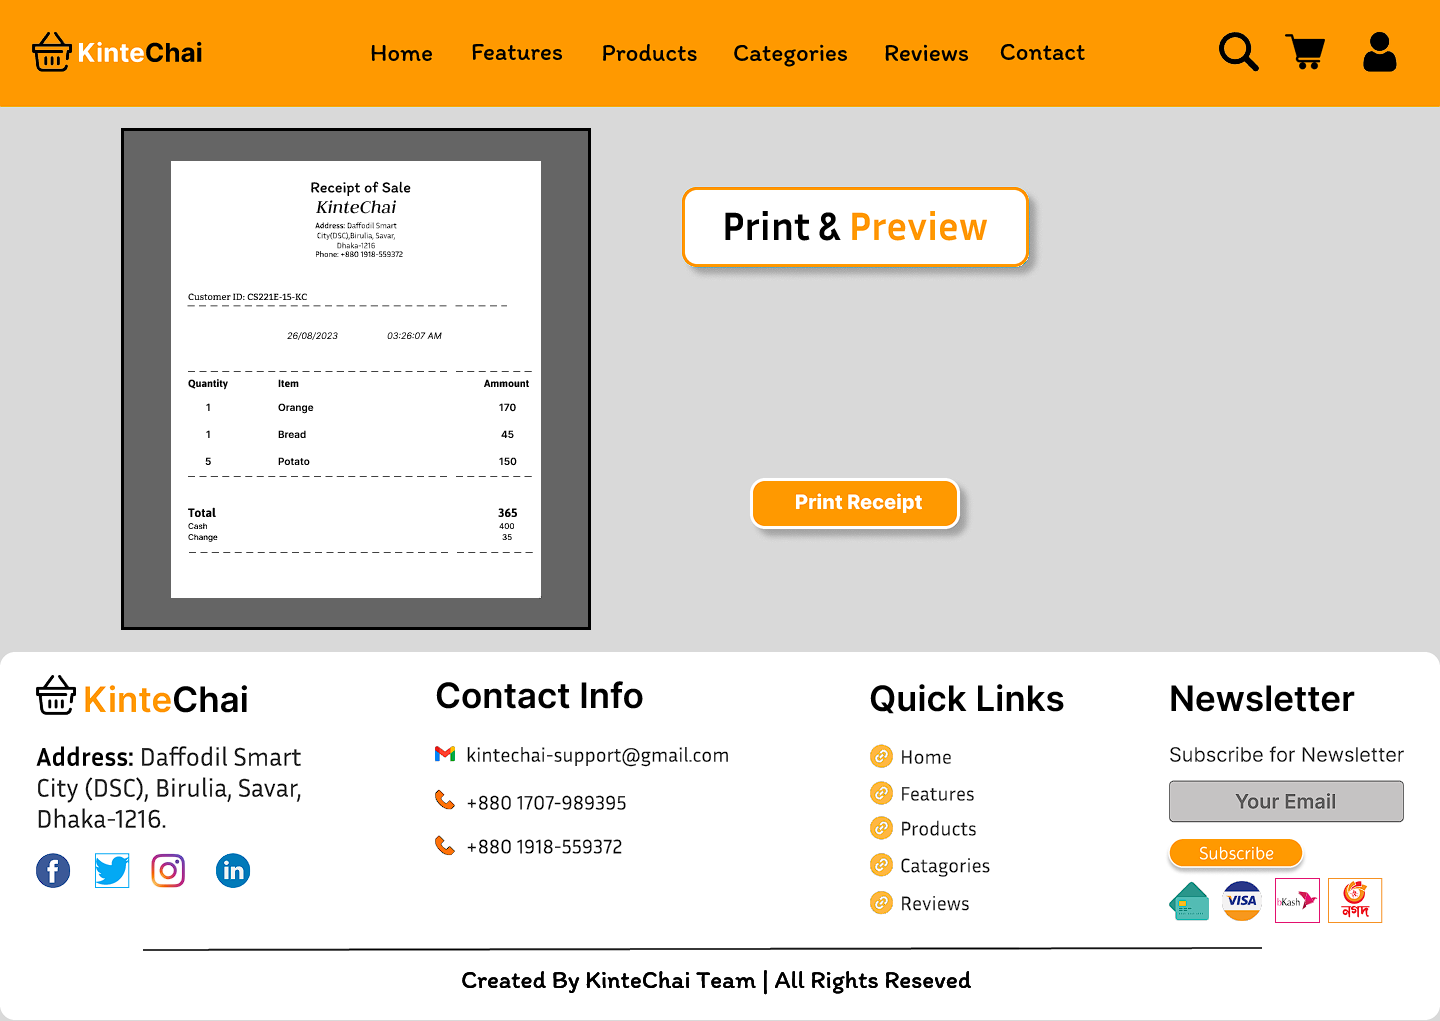 KinteChai
Home Features Products Categories Reviews Contact
Receipt of Sale
KinteChai
Address: Daffodil Smart
City(DSC),Birulia, Savar,
Dhaka-1216
Phone: +880 1918-559372
Customer ID: CS221E-15-KC
26/08/2023 03:26:07 AM
Quantity Item Ammount
1 Orange 170
1 Bread 45
5 Potato 150
Total 365
Cash 400
Change 35
Print & Preview
Print Receipt
KinteChai
Address: Daffodil Smart
City (DSC), Birulia, Savar,
Dhaka-1216.
Contact Info
kintechai-support@gmail.com
+880 1707-989395
+880 1918-559372
Quick Links
Home
Features
Products
Catagories
Reviews
Newsletter
Subscribe for Newsletter
Your Email
Subscribe
VISA bKash নগদ
Created By KinteChai Team | All Rights Reseved